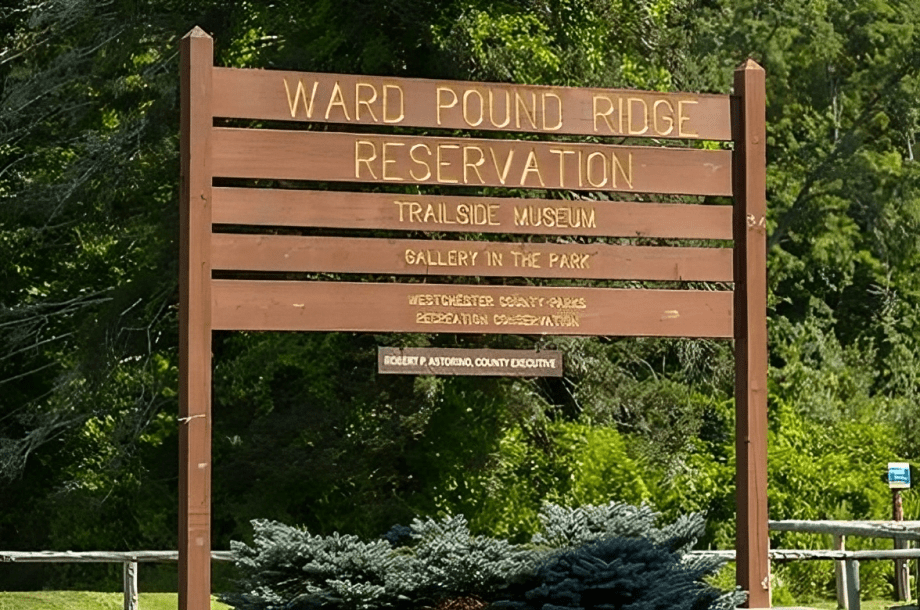 WARD POUND RIDGE
RESERVATION
TRAILSIDE MUSEUM
GALLERY IN THE PARK
WESTCHESTER COUNTY PARKS
RECREATION CONSERVATION
ROBERT P. ASTORINO, COUNTY EXECUTIVE